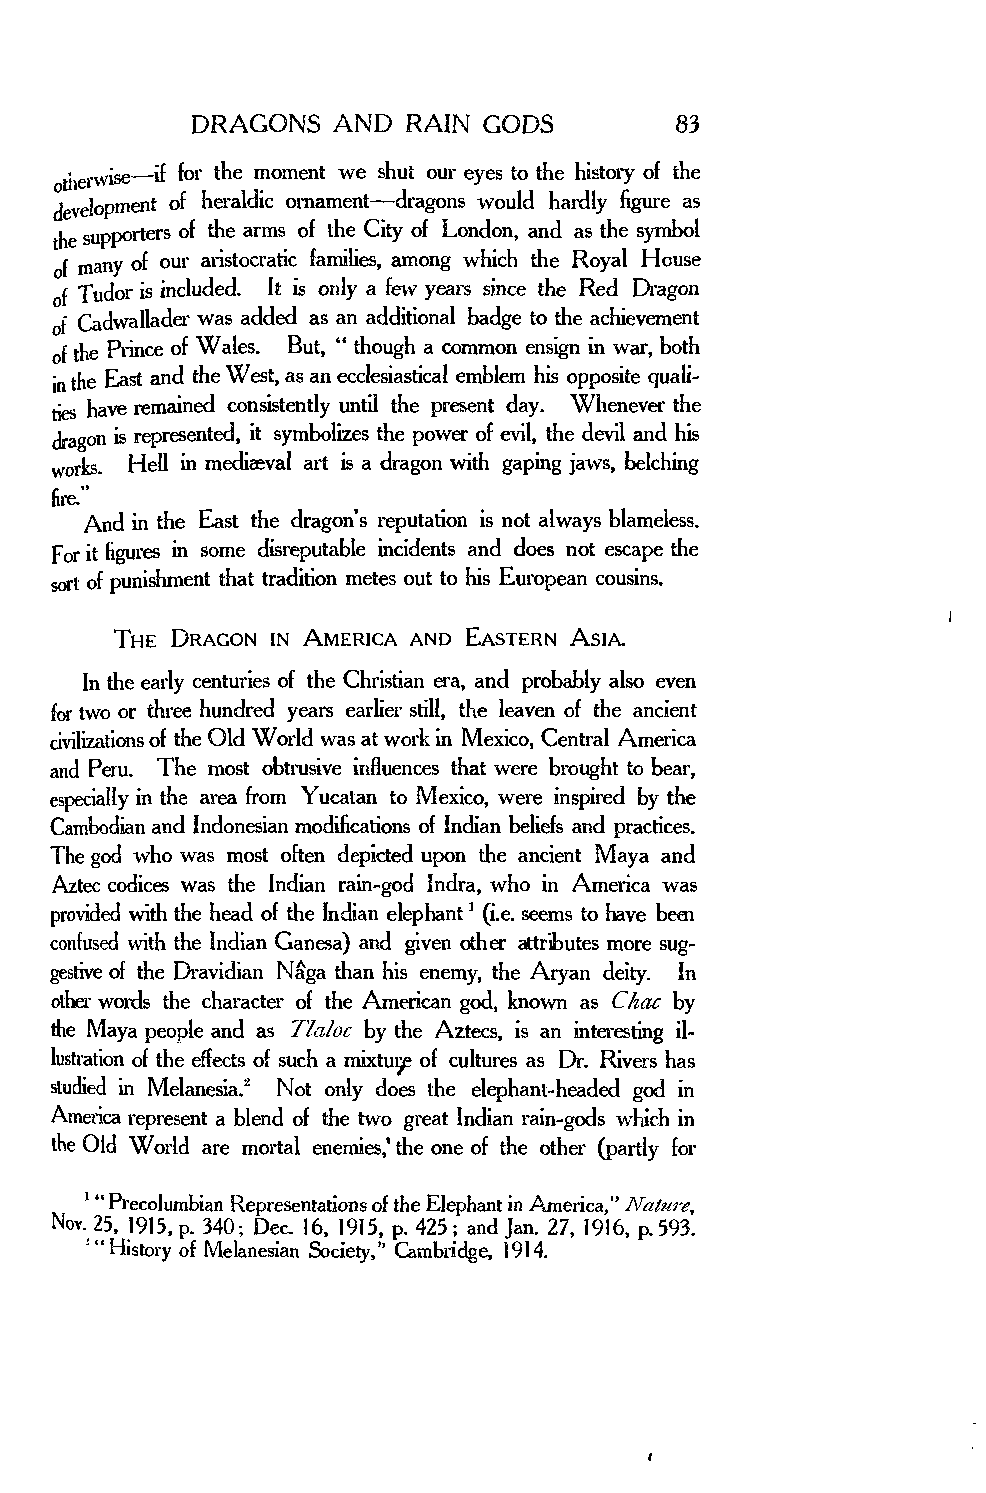 DRAGONS AND RAIN GODS 83
otherwise—if for the moment we shut our eyes to the history of the
development of heraldic ornament—dragons would hardly figure as
the supporters of the arms of the City of London, and as the symbol
of many of our aristocratic families, among which the Royal House
of Tudor is included. It is only a few years since the Red Dragon
of Cadwallader was added as an additional badge to the achievement
of the Prince of Wales. But, “ though a common ensign in war, both
in the East and the West, as an ecclesiastical emblem his opposite quali-
ties have remained consistently until the present day. Whenever the
dragon is represented, it symbolizes the power of evil, the devil and his
works. Hell in mediæval art is a dragon with gaping jaws, belching
fire.”
And in the East the dragon’s reputation is not always blameless.
For it figures in some disreputable incidents and does not escape the
sort of punishment that tradition metes out to his European cousins.
THE DRAGON IN AMERICA AND EASTERN ASIA.
In the early centuries of the Christian era, and probably also even
for two or three hundred years earlier still, the leaven of the ancient
civilizations of the Old World was at work in Mexico, Central America
and Peru. The most obtrusive influences that were brought to bear,
especially in the area from Yucatan to Mexico, were inspired by the
Cambodian and Indonesian modifications of Indian beliefs and practices.
The god who was most often depicted upon the ancient Maya and
Aztec codices was the Indian rain-god Indra, who in America was
provided with the head of the Indian elephant ¹ (i.e. seems to have been
confused with the Indian Ganesa) and given other attributes more sug-
gestive of the Dravidian Nâga than his enemy, the Aryan deity. In
other words the character of the American god, known as Chac by
the Maya people and as Tlaloc by the Aztecs, is an interesting il-
lustration of the effects of such a mixture of cultures as Dr. Rivers has
studied in Melanesia.² Not only does the elephant-headed god in
America represent a blend of the two great Indian rain-gods which in
the Old World are mortal enemies, the one of the other (partly for
¹ “Precolumbian Representations of the Elephant in America,” Nature,
Nov. 25, 1915, p. 340; Dec. 16, 1915, p. 425; and Jan. 27, 1916, p. 593.
² “History of Melanesian Society,” Cambridge, 1914.